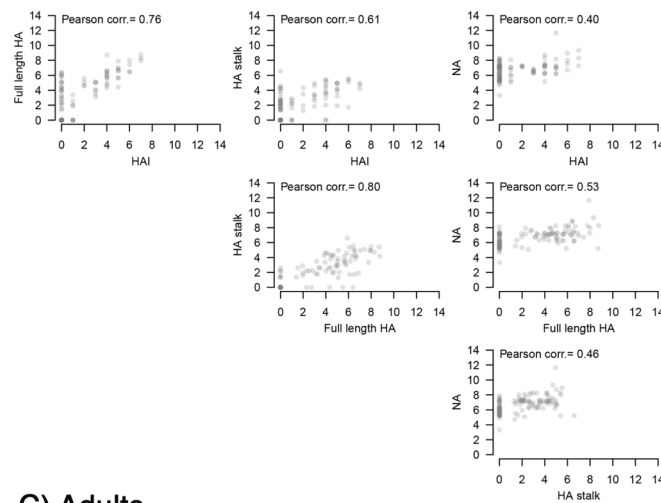 Pearson corr.= 0.76
Full length HA
14
12
10
8
6
4
2
0
0 2 4 6 8 10 12 14
HAI
Pearson corr.= 0.61
HA stalk
14
12
10
8
6
4
2
0
0 2 4 6 8 10 12 14
HAI
Pearson corr.= 0.40
NA
14
12
10
8
6
4
2
0
0 2 4 6 8 10 12 14
HAI
Pearson corr.= 0.80
HA stalk
14
12
10
8
6
4
2
0
0 2 4 6 8 10 12 14
Full length HA
Pearson corr.= 0.53
NA
14
12
10
8
6
4
2
0
0 2 4 6 8 10 12 14
Full length HA
Pearson corr.= 0.46
NA
14
12
10
8
6
4
2
0
0 2 4 6 8 10 12 14
HA stalk
C) Adults